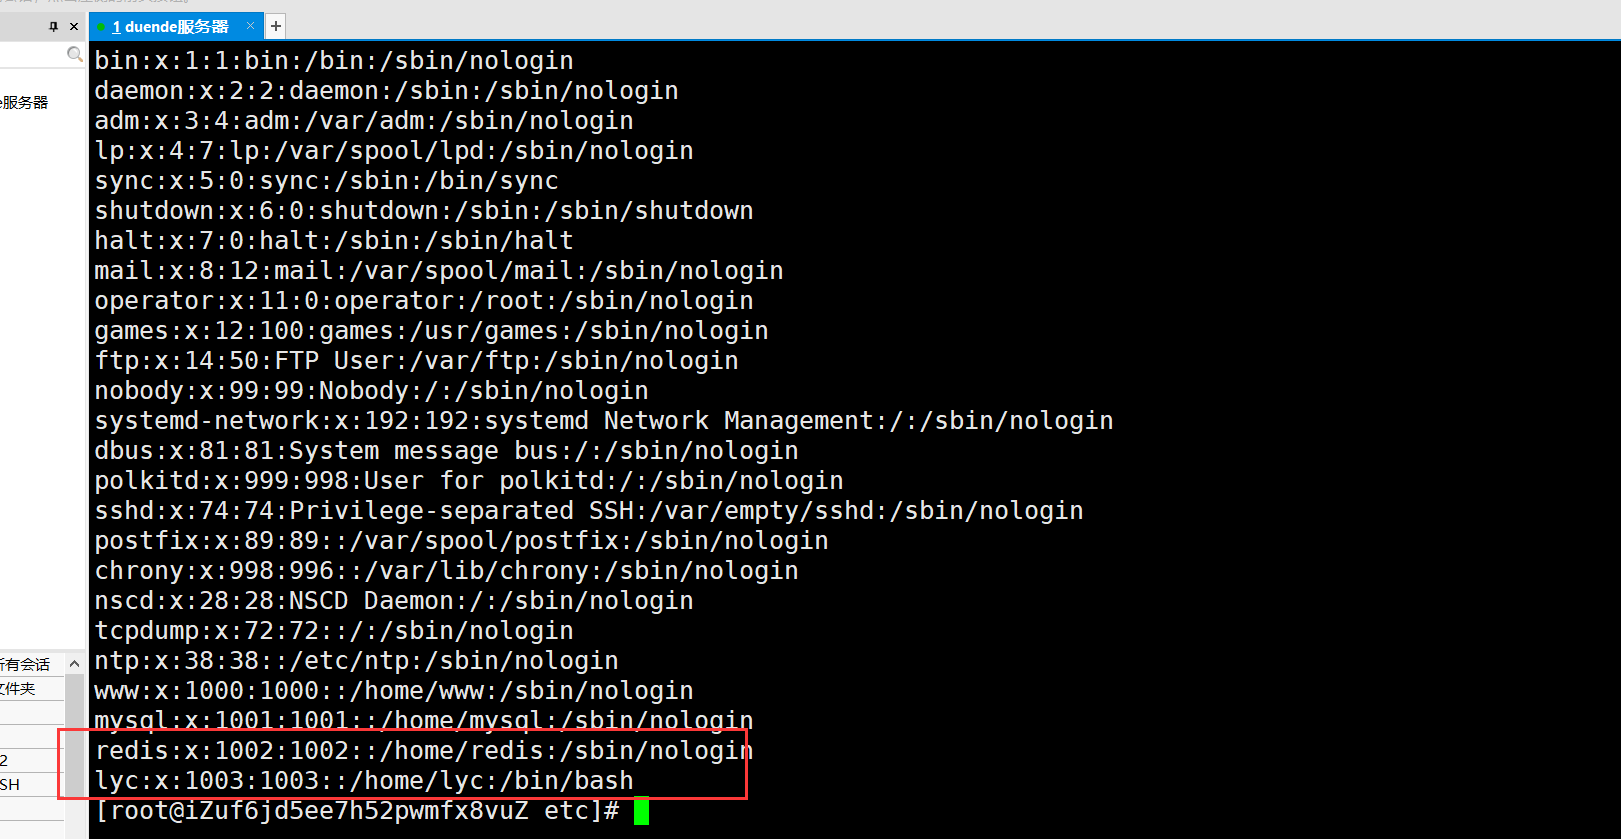 1 duende服务器
服务器
bin:x:1:1:bin:/bin:/sbin/nologin
daemon:x:2:2:daemon:/sbin:/sbin/nologin
adm:x:3:4:adm:/var/adm:/sbin/nologin
lp:x:4:7:lp:/var/spool/lpd:/sbin/nologin
sync:x:5:0:sync:/sbin:/bin/sync
shutdown:x:6:0:shutdown:/sbin:/sbin/shutdown
halt:x:7:0:halt:/sbin:/sbin/halt
mail:x:8:12:mail:/var/spool/mail:/sbin/nologin
operator:x:11:0:operator:/root:/sbin/nologin
games:x:12:100:games:/usr/games:/sbin/nologin
ftp:x:14:50:FTP User:/var/ftp:/sbin/nologin
nobody:x:99:99:Nobody:/:/sbin/nologin
systemd-network:x:192:192:systemd Network Management:/:/sbin/nologin
dbus:x:81:81:System message bus:/:/sbin/nologin
polkitd:x:999:998:User for polkitd:/:/sbin/nologin
sshd:x:74:74:Privilege-separated SSH:/var/empty/sshd:/sbin/nologin
postfix:x:89:89::/var/spool/postfix:/sbin/nologin
chrony:x:998:996::/var/lib/chrony:/sbin/nologin
nscd:x:28:28:NSCD Daemon:/:/sbin/nologin
tcpdump:x:72:72::/:/sbin/nologin
ntp:x:38:38::/etc/ntp:/sbin/nologin
www:x:1000:1000::/home/www:/sbin/nologin
mysql:x:1001:1001::/home/mysql:/sbin/nologin
redis:x:1002:1002::/home/redis:/sbin/nologin
lyc:x:1003:1003::/home/lyc:/bin/bash
[root@iZuf6jd5ee7h52pwmfx8vuZ etc]#
所有会话
文件夹
2
SH